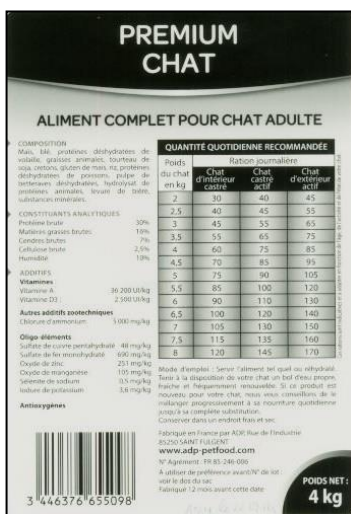 PREMIUM
CHAT
ALIMENT COMPLET POUR CHAT ADULTE
COMPOSITION
Maïs, blé, protéines déshydratées de
volaille, graisses animales, tourteau de
soja, cretons, gluten de maïs, riz, protéines
déshydratées de poissons, pulpe de
betteraves déshydratées, hydrolysat de
protéines animales, levure de bière,
substances minérales.
CONSTITUANTS ANALYTIQUES
Protéine brute 30%
Matières grasses brutes 10%
Cendres brutes 7%
Cellulose brute 2,5%
Humidité 10%
ADDITIFS
Vitamines
Vitamine A 36 200 UI/kg
Vitamine D3 : 2 500 UI/kg
Autres additifs zootechniques
Chlorure d'ammonium 5 000 mg/kg
Oligo-éléments
Sulfate de cuivre pentahydraté 48 mg/kg
Sulfate de fer monohydraté 690 mg/kg
Oxyde de zinc 251 mg/kg
Oxyde de manganèse 105 mg/kg
Sélénite de sodium 0,5 mg/kg
Iodure de potassium 3,6 mg/kg
Antioxygènes
QUANTITÉ QUOTIDIENNE RECOMMANDÉE
Poids du chat en kg Ration journalière
Chat d'intérieur castré Chat castré actif Chat d'extérieur actif
2 30 40 45
2,5 40 45 55
3 45 55 65
3,5 55 65 75
4 60 75 85
4,5 70 85 95
5 75 90 105
5,5 85 100 120
6 90 110 130
6,5 100 120 140
7 105 130 150
7,5 115 135 160
8 120 145 170
Mode d'emploi : Servir l'aliment tel quel ou réhydraté.
Tenir à la disposition de votre chat un bol d'eau propre,
fraîche et fréquemment renouvelée. Si ce produit est
nouveau pour votre chat, nous vous conseillons de le
mélanger progressivement à sa nourriture quotidienne
jusqu'à sa complète substitution.
Conserver dans un endroit frais et sec.
Fabriqué en France par ADP, Rue de l'Industrie
85250 SAINT FULGENT
www.adp-petfood.com
N° Agrément : FR 85-246-006
A utiliser de préférence avant/N° de lot :
voir le dos du sac
Fabriqué 12 mois avant cette date
3 446376 655098
POIDS NET :
4 kg